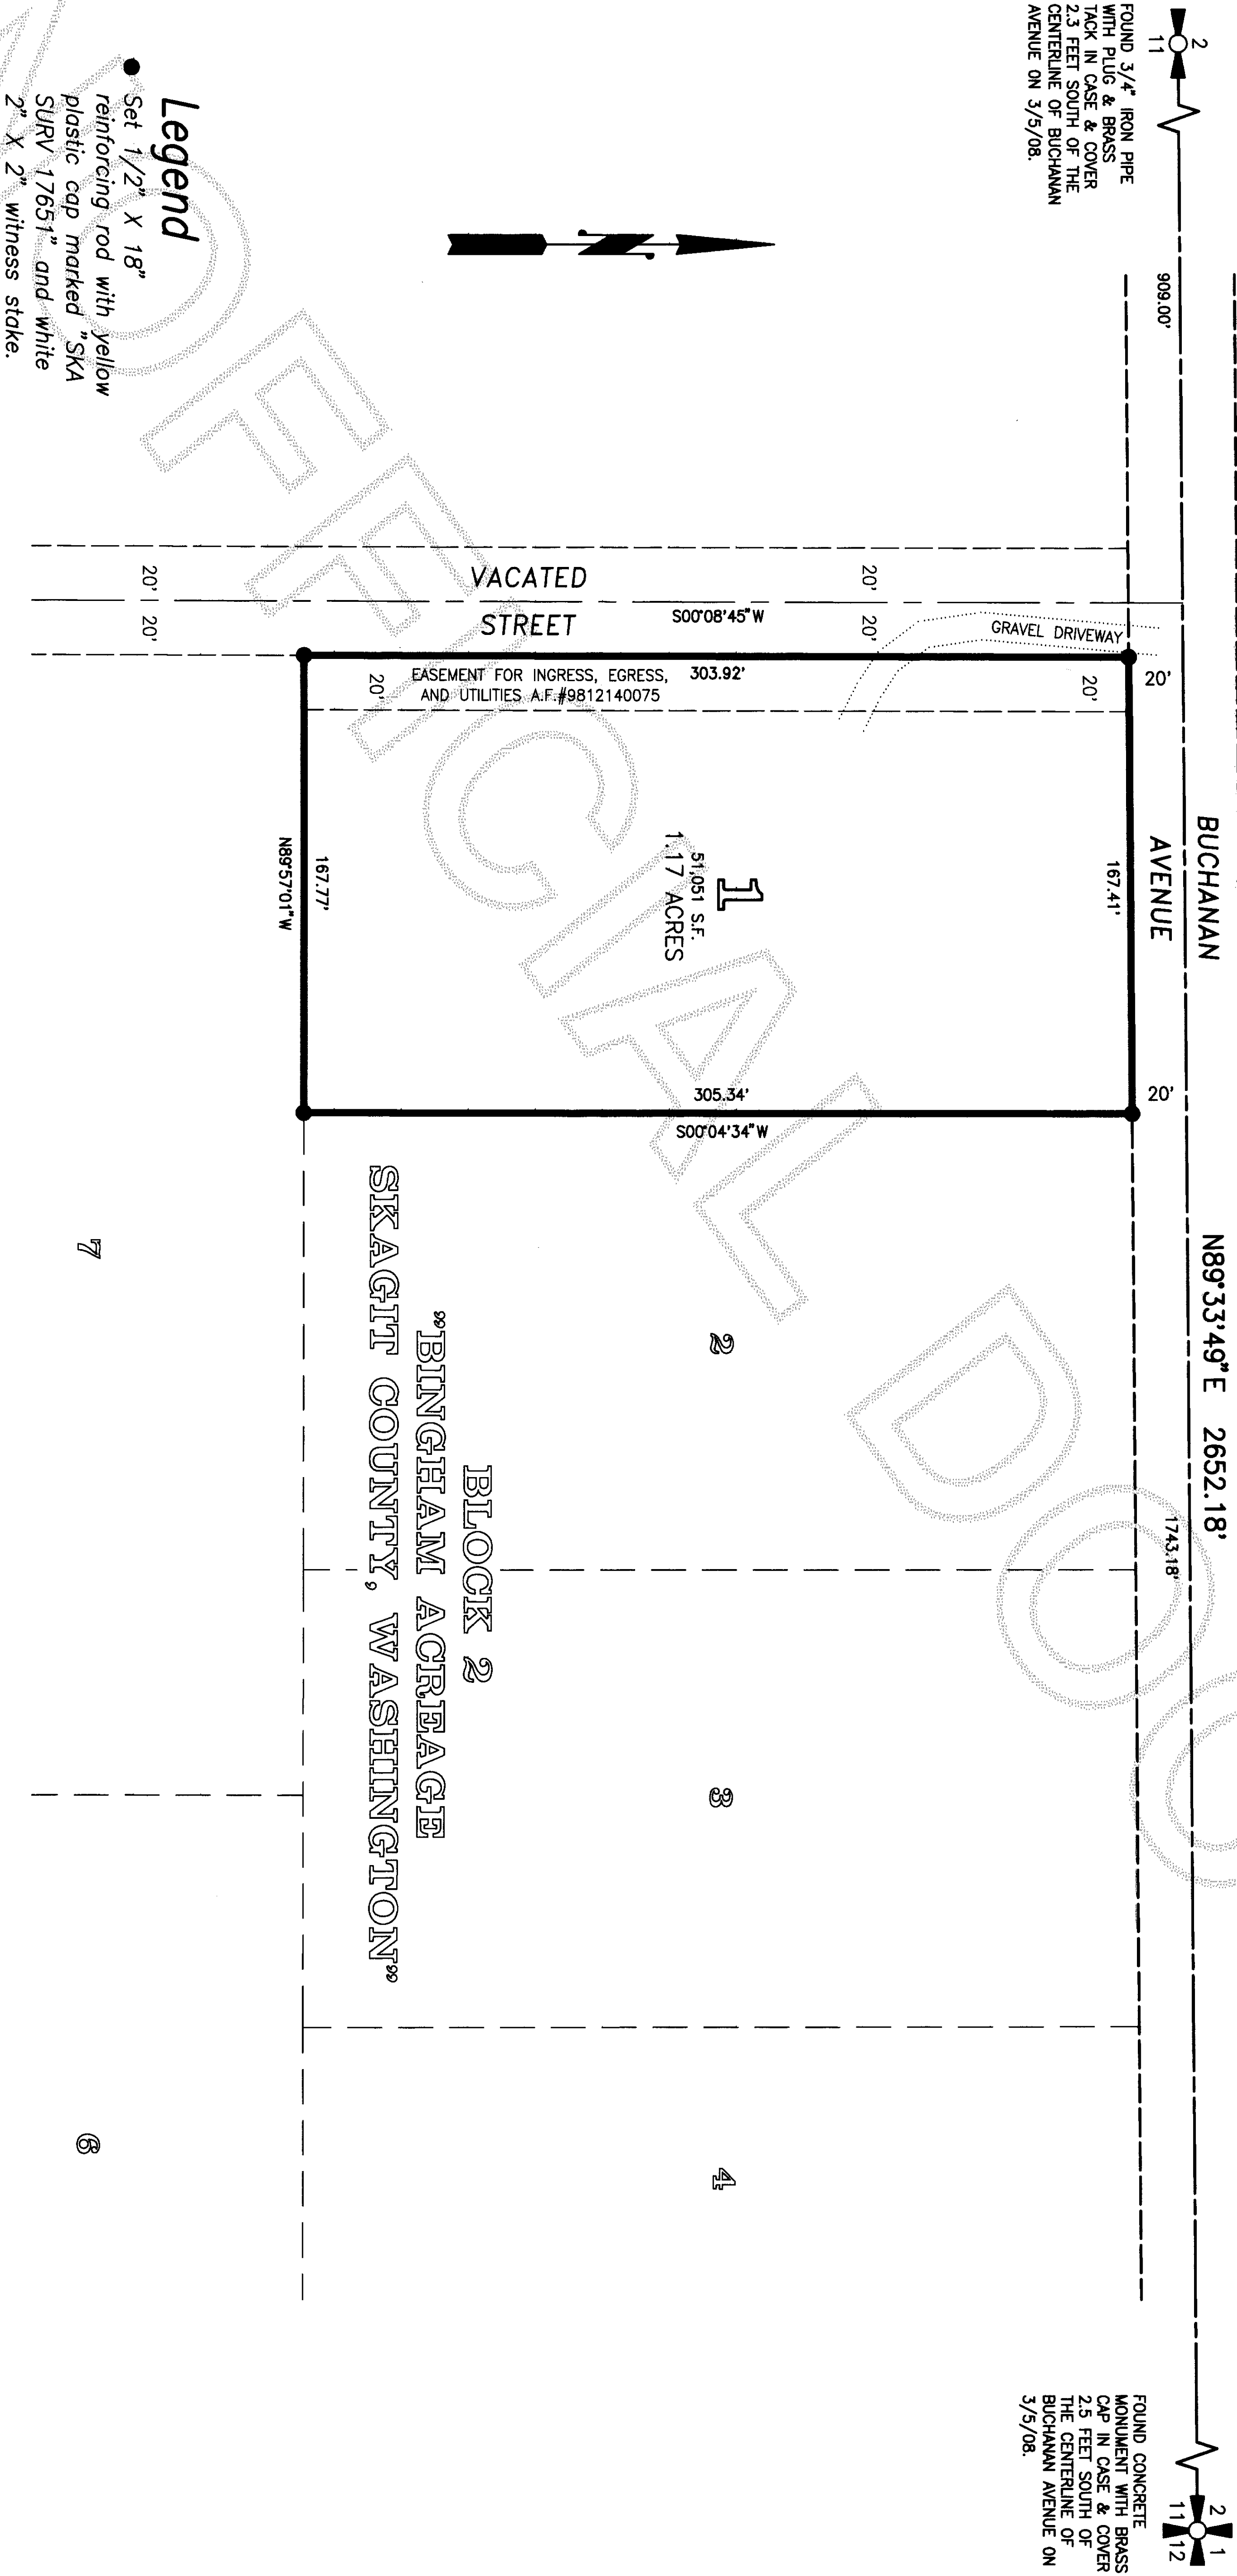 2
11
909.00'
FOUND 3/4" IRON PIPE
WITH PLUG & BRASS
TACK IN CASE & COVER
2.3 FEET SOUTH OF THE
CENTERLINE OF BUCHANAN
AVENUE ON 3/5/08.
BUCHANAN
AVENUE
N89°33'49"E 2652.18'
1743.18'
2
1
11
12
FOUND CONCRETE
MONUMENT WITH BRASS
CAP IN CASE & COVER
2.5 FEET SOUTH OF
THE CENTERLINE OF
BUCHANAN AVENUE ON
3/5/08.
20'
167.41'
20'
GRAVEL DRIVEWAY
20'
20'
20'
VACATED
STREET
S00°08'45"W
303.92'
EASEMENT FOR INGRESS, EGRESS,
AND UTILITIES A.F.#9812140075
20'
20'
20'
1
51,051 S.F.
1.17 ACRES
305.34'
S00°04'34"W
167.77'
N89°57'01"W
2
3
4
BLOCK 2
"BINGHAM ACREAGE
SKAGIT COUNTY, WASHINGTON"
7
6
Legend
Set 1/2" X 18"
reinforcing rod with yellow
plastic cap marked "SKA
SURV 17651" and white
2" X 2" witness stake.